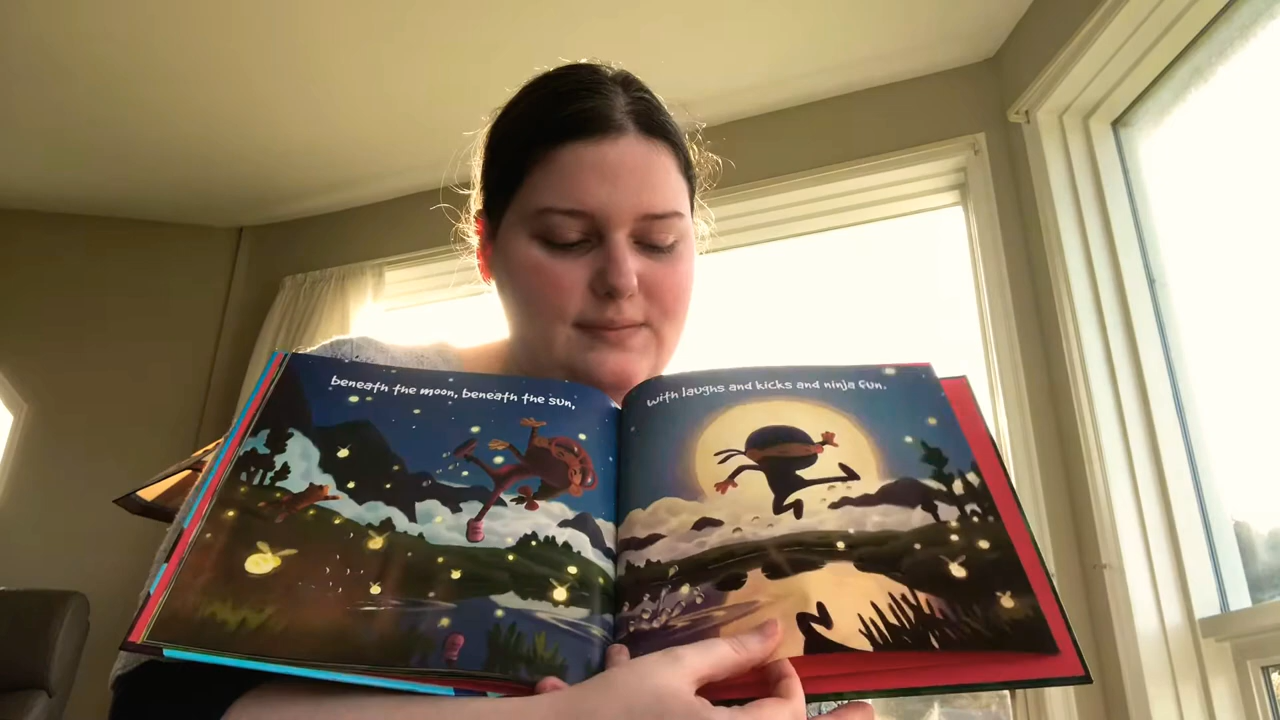 beneath the moon, beneath the sun,
with laughs and kicks and ninja fun.